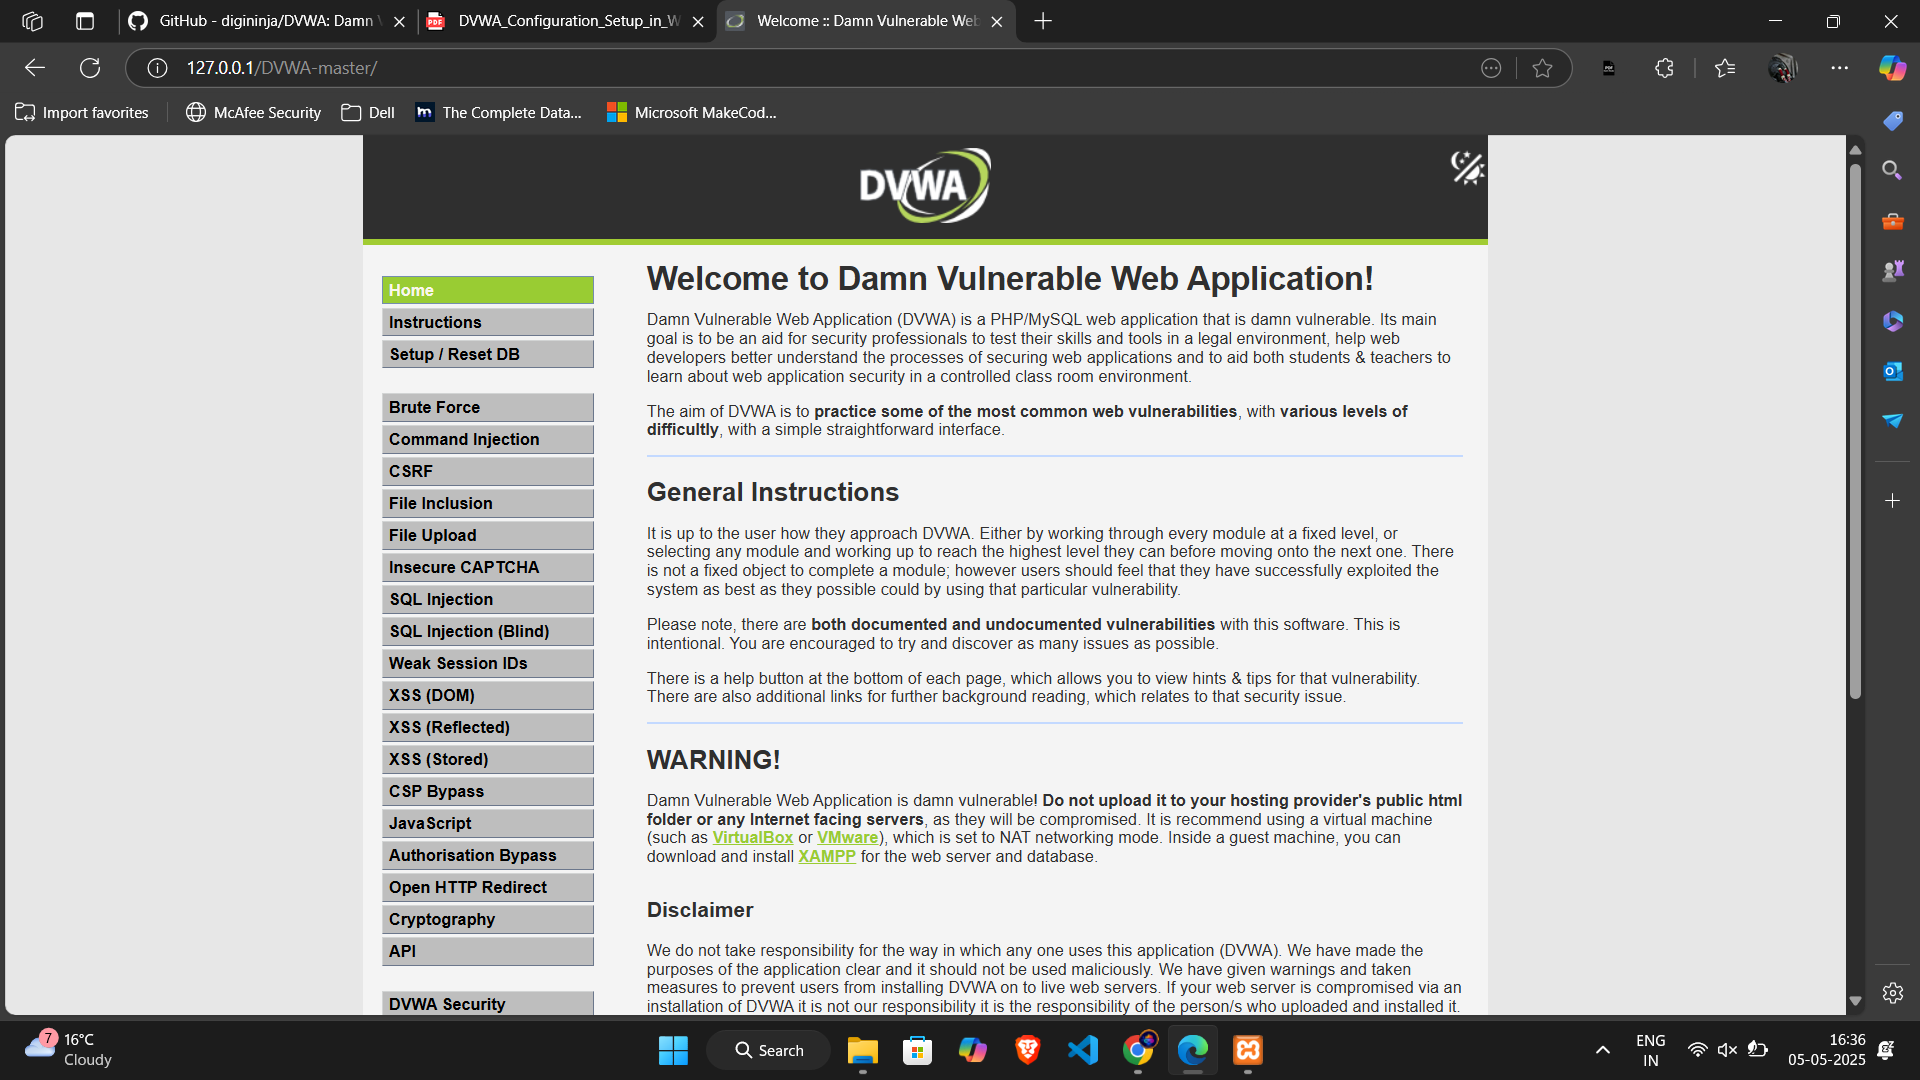 GitHub - digininja/DVWA: Damn
DVWA_Configuration_Setup_in_W
Welcome :: Damn Vulnerable Web
127.0.0.1/DVWA-master/
Import favorites
McAfee Security
Dell
The Complete Data...
Microsoft MakeCod...
DVWA
Home
Instructions
Setup / Reset DB
Brute Force
Command Injection
CSRF
File Inclusion
File Upload
Insecure CAPTCHA
SQL Injection
SQL Injection (Blind)
Weak Session IDs
XSS (DOM)
XSS (Reflected)
XSS (Stored)
CSP Bypass
JavaScript
Authorisation Bypass
Open HTTP Redirect
Cryptography
API
DVWA Security
Welcome to Damn Vulnerable Web Application!
Damn Vulnerable Web Application (DVWA) is a PHP/MySQL web application that is damn vulnerable. Its main
goal is to be an aid for security professionals to test their skills and tools in a legal environment, help web
developers better understand the processes of securing web applications and to aid both students & teachers to
learn about web application security in a controlled class room environment.
The aim of DVWA is to practice some of the most common web vulnerabilities, with various levels of
difficultly, with a simple straightforward interface.
General Instructions
It is up to the user how they approach DVWA. Either by working through every module at a fixed level, or
selecting any module and working up to reach the highest level they can before moving onto the next one. There
is not a fixed object to complete a module; however users should feel that they have successfully exploited the
system as best as they possible could by using that particular vulnerability.
Please note, there are both documented and undocumented vulnerabilities with this software. This is
intentional. You are encouraged to try and discover as many issues as possible.
There is a help button at the bottom of each page, which allows you to view hints & tips for that vulnerability.
There are also additional links for further background reading, which relates to that security issue.
WARNING!
Damn Vulnerable Web Application is damn vulnerable! Do not upload it to your hosting provider's public html
folder or any Internet facing servers, as they will be compromised. It is recommend using a virtual machine
(such as VirtualBox or VMware), which is set to NAT networking mode. Inside a guest machine, you can
download and install XAMPP for the web server and database.
Disclaimer
We do not take responsibility for the way in which any one uses this application (DVWA). We have made the
purposes of the application clear and it should not be used maliciously. We have given warnings and taken
measures to prevent users from installing DVWA on to live web servers. If your web server is compromised via an
installation of DVWA it is not our responsibility it is the responsibility of the person/s who uploaded and installed it.
7
16°C
Cloudy
Search
ENG
IN
16:36
05-05-2025